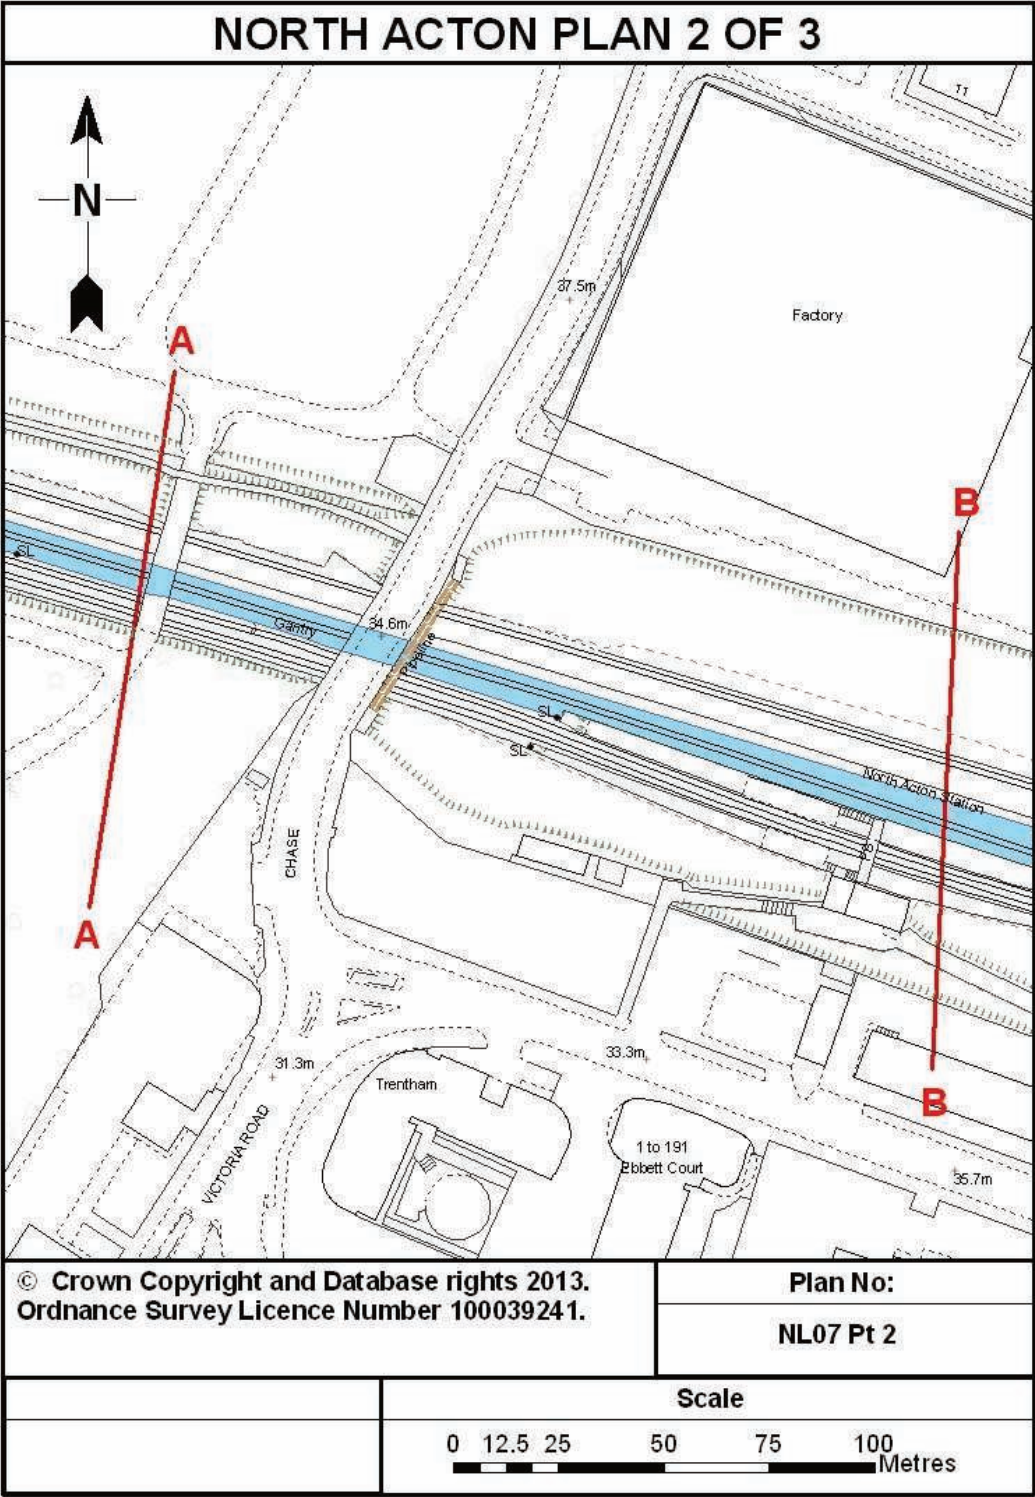 NORTH ACTON PLAN 2 OF 3
11
N
37.5m
Factory
A
B
SL
Gantry
34.6m
SL
SL
North Acton Station
CHASE
A
33.3m
31.3m
Trentham
B
VICTORIA ROAD
1 to 191
Ebbett Court
35.7m
© Crown Copyright and Database rights 2013.
Ordnance Survey Licence Number 100039241.
Plan No:
NL07 Pt 2
Scale
0 12.5 25 50 75 100
Metres